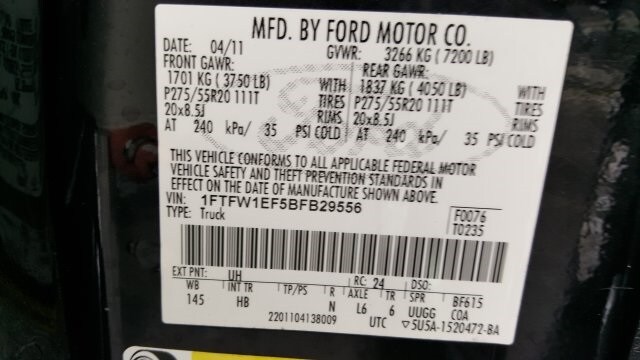 MFD. BY FORD MOTOR CO.
DATE: 04/11 GVWR: 3266 KG (7200 LB)
FRONT GAWR: REAR GAWR:
1701 KG (3750 LB) WITH 1837 KG (4050 LB) WITH
P275/55R20 111T TIRES P275/55R20 111T TIRES
20x8.5J RIMS 20x8.5J RIMS
AT 240 kPa/ 35 PSI COLD AT 240 kPa/ 35 PSI COLD
THIS VEHICLE CONFORMS TO ALL APPLICABLE FEDERAL MOTOR
VEHICLE SAFETY AND THEFT PREVENTION STANDARDS IN
EFFECT ON THE DATE OF MANUFACTURE SHOWN ABOVE.
VIN: 1FTFW1EF5BFB29556 F0076
TYPE: Truck T0235
EXT PNT: UH RC: 24 DSO:
WB INT TR TP/PS R AXLE TR SPR BF615
145 HB N L6 6 UUGG COA
2201104138009 UTC ▽5U5A-1520472-BA